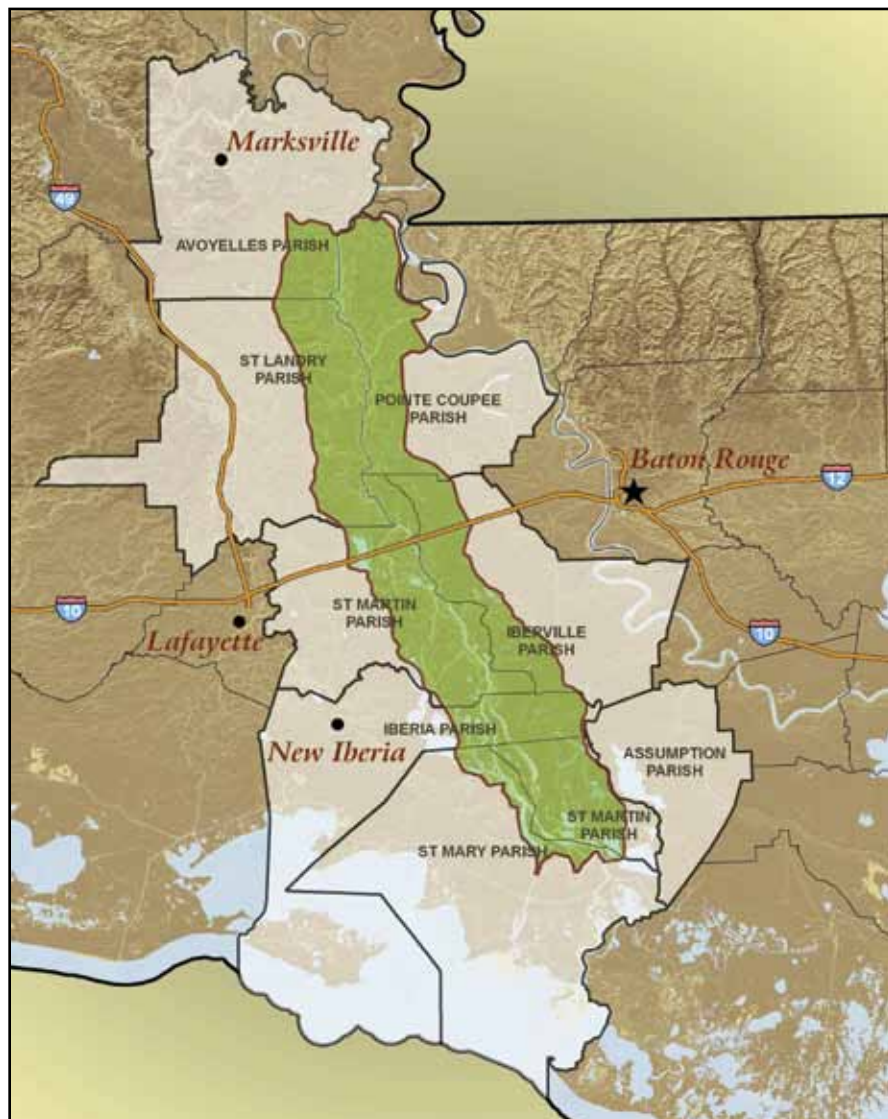 Marksville
49
AVOYELLES PARISH
ST LANDRY
PARISH
POINTE COUPEE
PARISH
Baton Rouge
12
10
ST MARTIN
PARISH
Lafayette
IBERVILLE
PARISH
10
New Iberia
IBERIA PARISH
ASSUMPTION
PARISH
ST MARTIN
PARISH
ST MARY PARISH